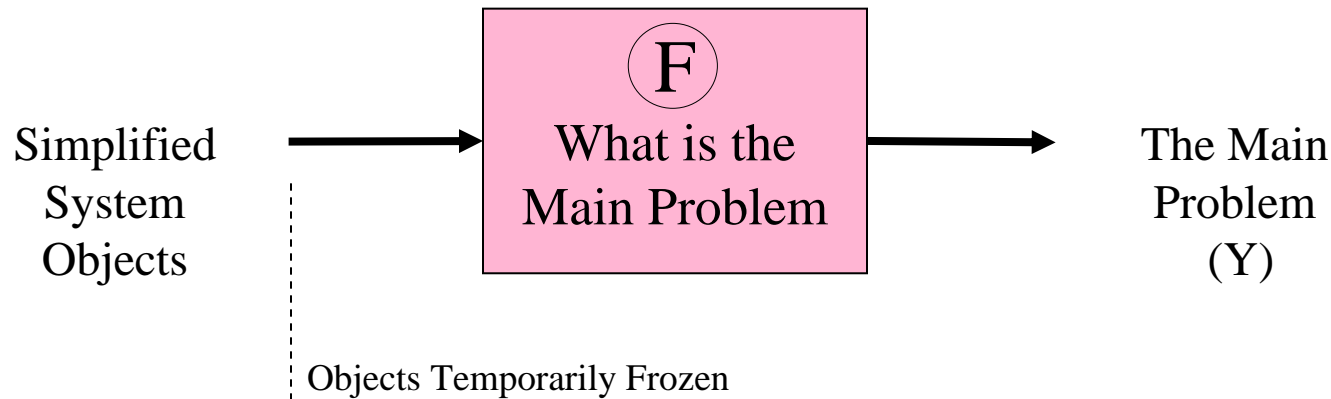 Simplified
System
Objects
F
What is the
Main Problem
The Main
Problem
(Y)
Objects Temporarily Frozen